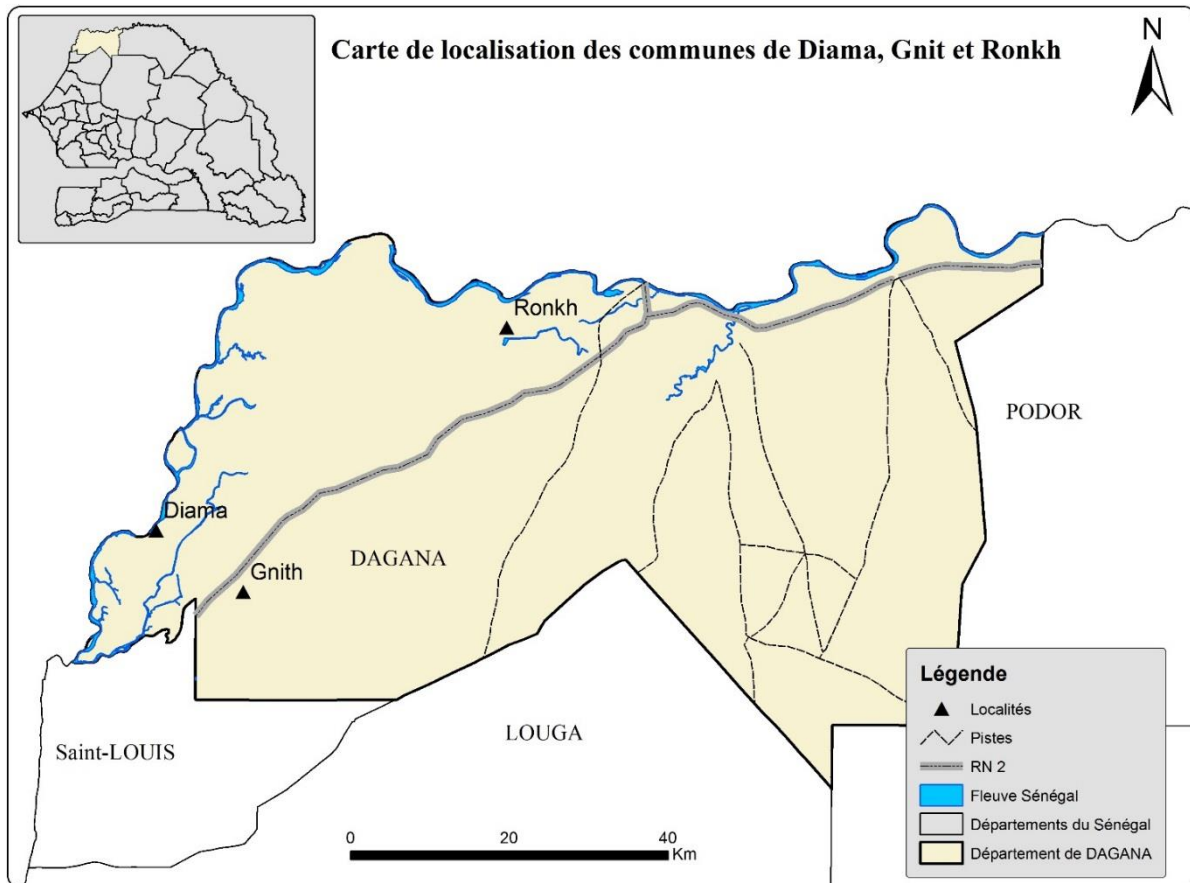 Carte de localisation des communes de Diama, Gnit et Ronkh
N
Ronkh
PODOR
Diama
DAGANA
Gnith
LOUGA
Saint-LOUIS
0 20 40
Km
Légende
Localités
Pistes
RN 2
Fleuve Sénégal
Départements du Sénégal
Département de DAGANA